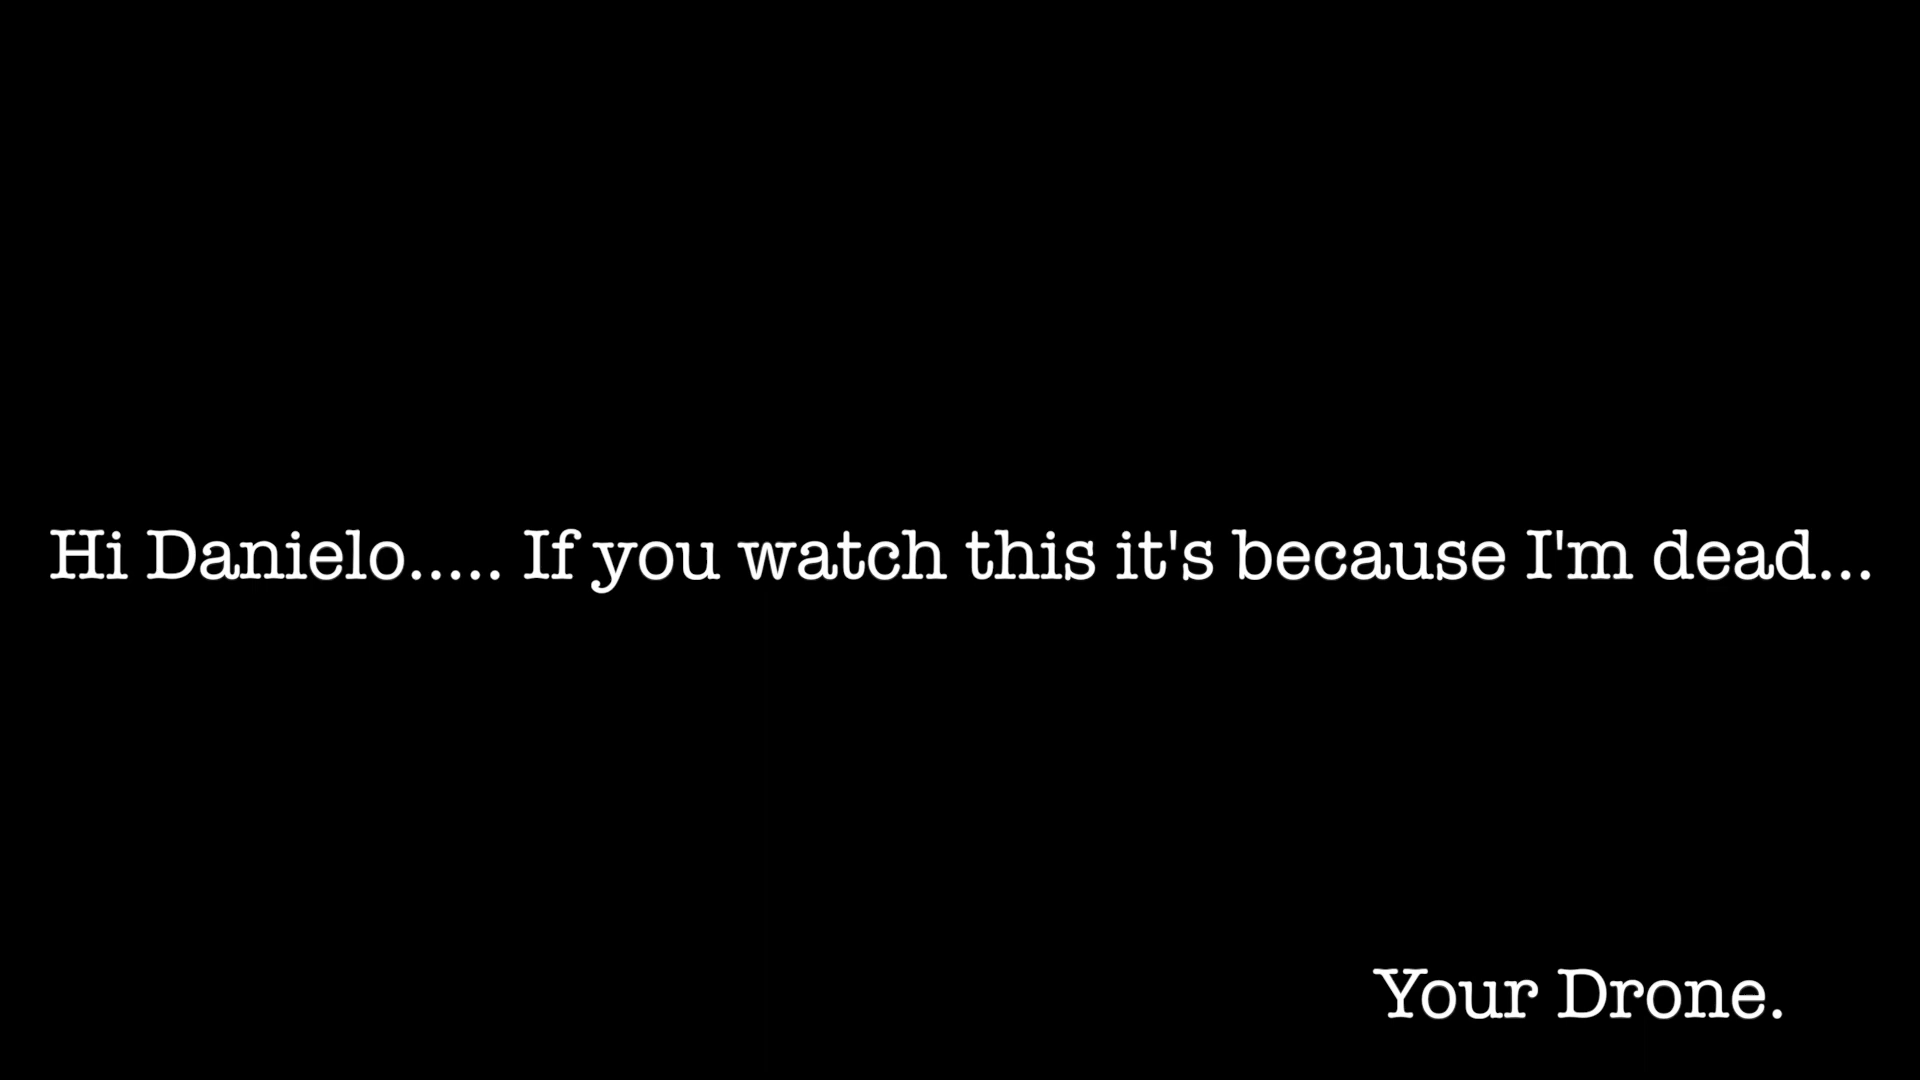 Hi Danielo..... If you watch this it's because I'm dead...
Your Drone.